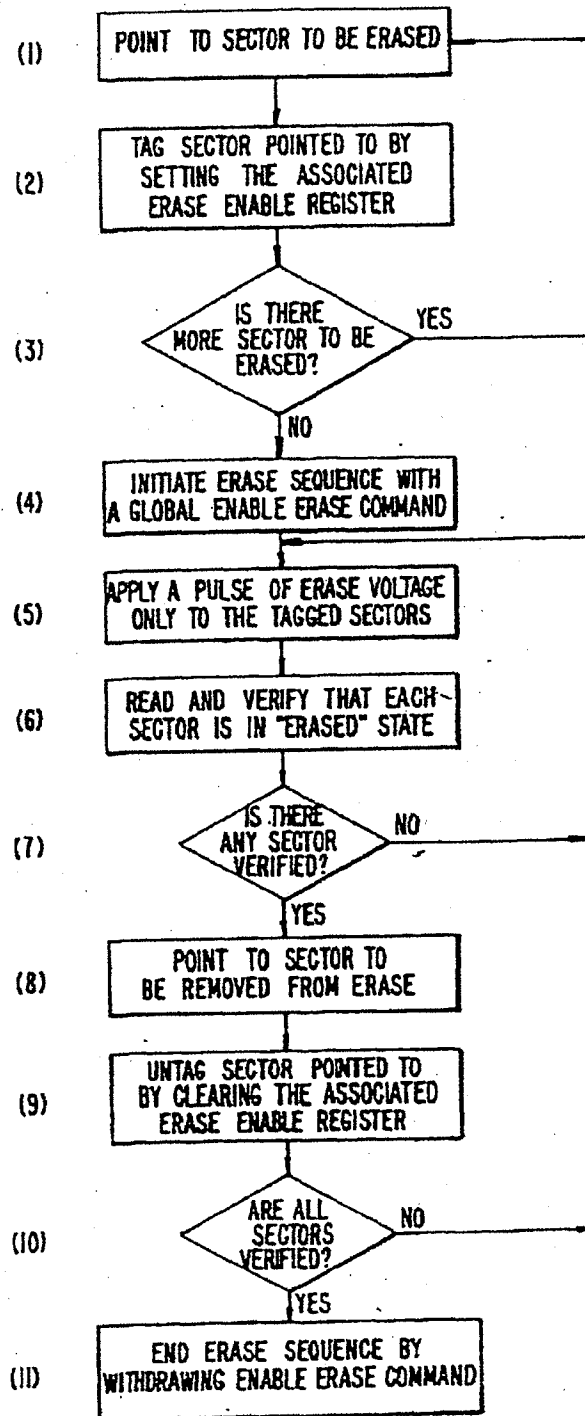 (1) POINT TO SECTOR TO BE ERASED
TAG SECTOR POINTED TO BY
(2) SETTING THE ASSOCIATED
ERASE ENABLE REGISTER
IS THERE
YES
(3) MORE SECTOR TO BE
ERASED?
NO
INITIATE ERASE SEQUENCE WITH
(4) A GLOBAL ENABLE ERASE COMMAND
APPLY A PULSE OF ERASE VOLTAGE
(5) ONLY TO THE TAGGED SECTORS
READ AND VERIFY THAT EACH
(6) SECTOR IS IN "ERASED" STATE
IS THERE
NO
(7) ANY SECTOR
VERIFIED?
YES
POINT TO SECTOR TO
(8) BE REMOVED FROM ERASE
UNTAG SECTOR POINTED TO
(9) BY CLEARING THE ASSOCIATED
ERASE ENABLE REGISTER
ARE ALL
NO
(10) SECTORS
VERIFIED?
YES
END ERASE SEQUENCE BY
(11) WITHDRAWING ENABLE ERASE COMMAND